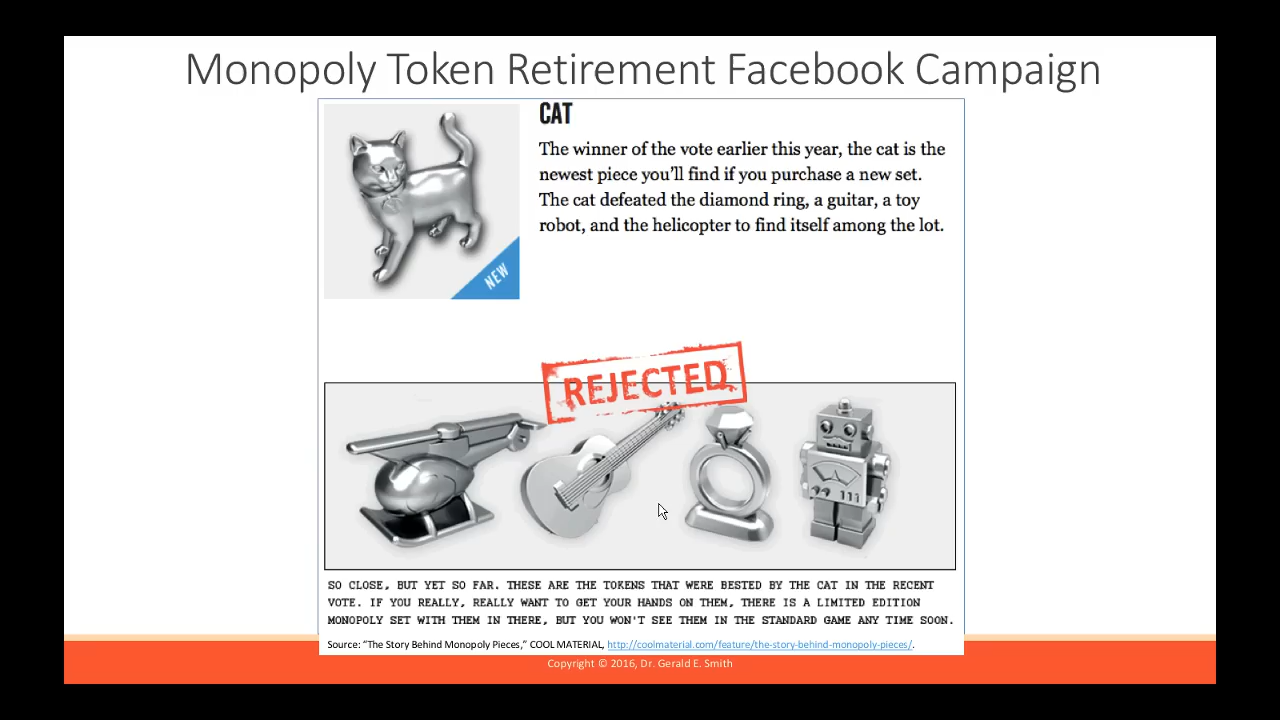 Monopoly Token Retirement Facebook Campaign
CAT
The winner of the vote earlier this year, the cat is the
newest piece you'll find if you purchase a new set.
The cat defeated the diamond ring, a guitar, a toy
robot, and the helicopter to find itself among the lot.
NEW
REJECTED
SO CLOSE, BUT YET SO FAR. THESE ARE THE TOKENS THAT WERE BESTED BY THE CAT IN THE RECENT
VOTE. IF YOU REALLY, REALLY WANT TO GET YOUR HANDS ON THEM, THERE IS A LIMITED EDITION
MONOPOLY SET WITH THEM IN THERE, BUT YOU WON'T SEE THEM IN THE STANDARD GAME ANY TIME SOON.
Source: "The Story Behind Monopoly Pieces," COOL MATERIAL, http://coolmaterial.com/feature/the-story-behind-monopoly-pieces/.
Copyright © 2016, Dr. Gerald E. Smith